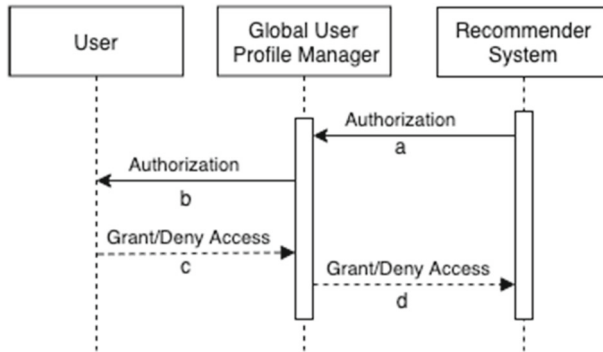 User
Global User
Profile Manager
Recommender
System
Authorization
a
Authorization
b
Grant/Deny Access
c
Grant/Deny Access
d